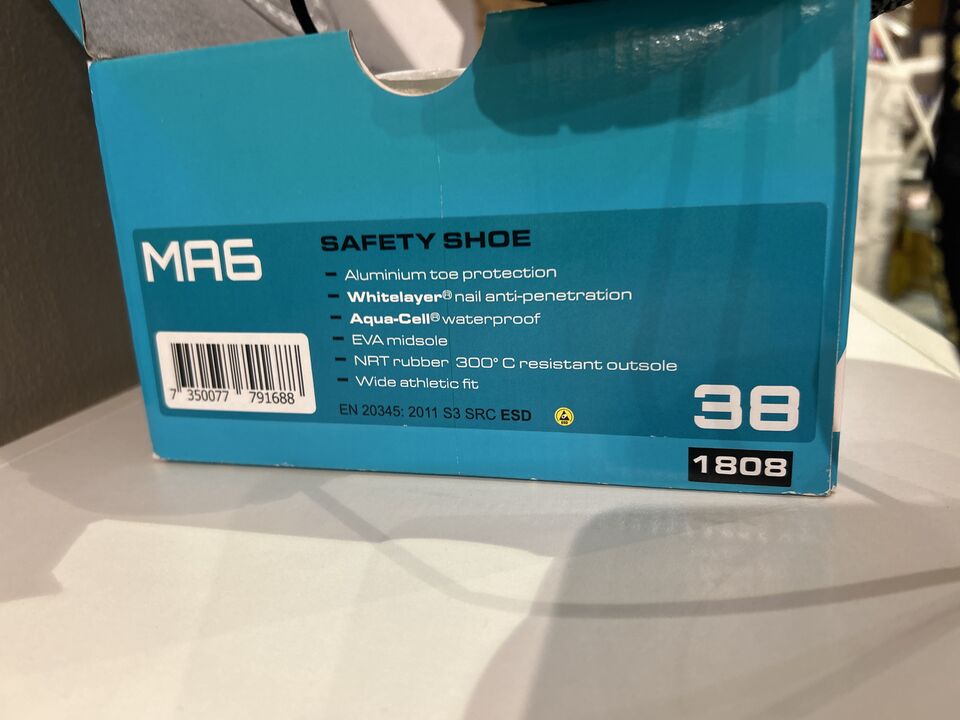 MA6
SAFETY SHOE
- Aluminium toe protection
- Whitelayer® nail anti-penetration
- Aqua-Cell® waterproof
- EVA midsole
- NRT rubber 300° C resistant outsole
- Wide athletic fit
EN 20345: 2011 S3 SRC ESD
ESD
7 350077 791688
38
1808